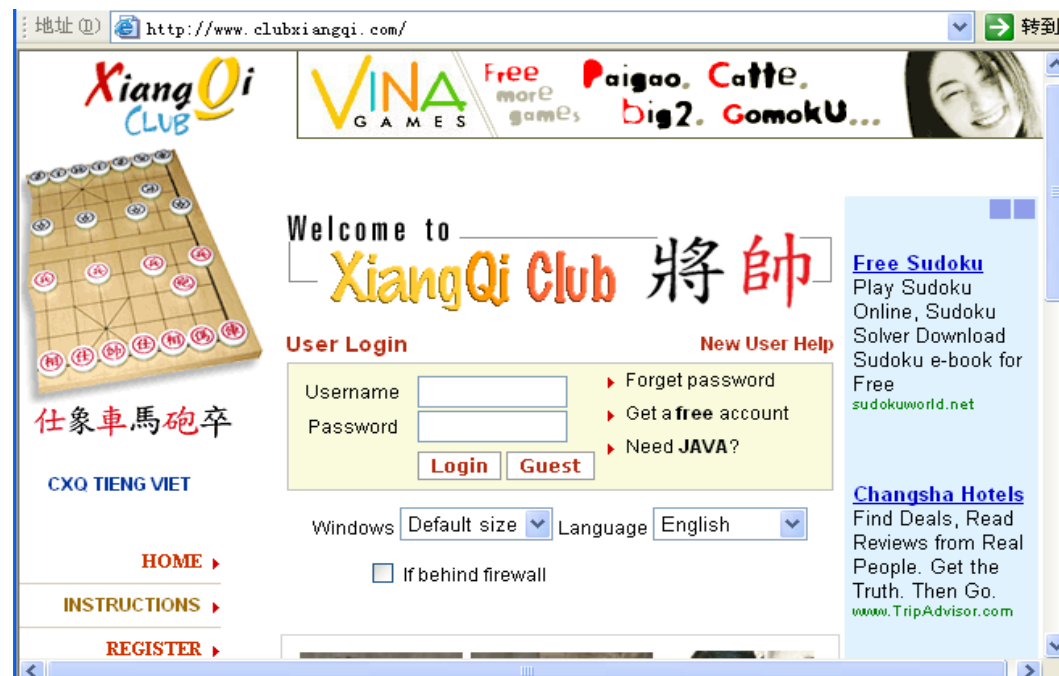 地址(D) http://www.clubxiangqi.com/ 转到
XiangQi
CLUB
VINA
GAMES
Free
more
games
Paigao. Catte.
big2. Gomoku...
Welcome to
XiangQi Club 將帥
User Login New User Help
Username
Password
Login Guest
Forget password
Get a free account
Need JAVA?
仕象車馬砲卒
CXQ TIENG VIET
HOME
INSTRUCTIONS
REGISTER
Windows Default size Language English
If behind firewall
Free Sudoku
Play Sudoku
Online, Sudoku
Solver Download
Sudoku e-book for
Free
sudokuworld.net
Changsha Hotels
Find Deals, Read
Reviews from Real
People. Get the
Truth. Then Go.
www.TripAdvisor.com